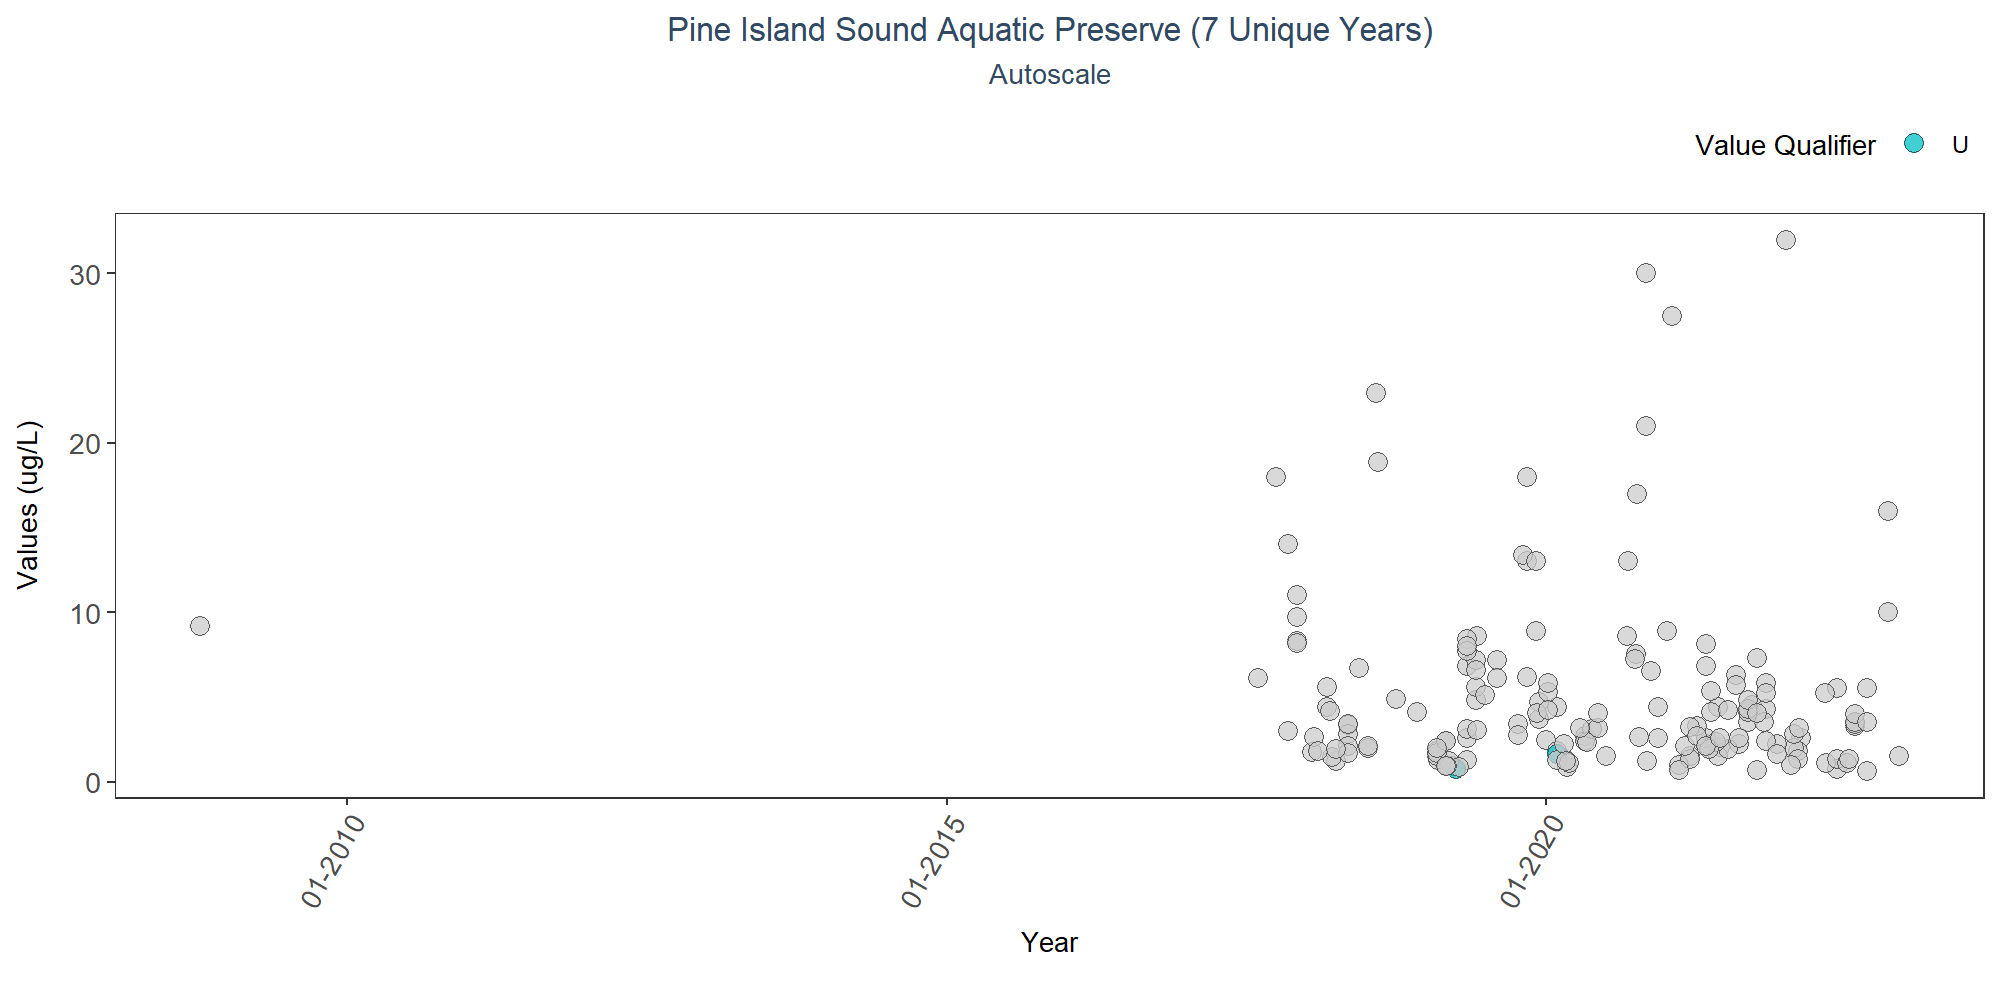 Pine Island Sound Aquatic Preserve (7 Unique Years)
Autoscale
Value Qualifier U
Values (ug/L)
30
20
10
0
01-2010 01-2015 01-2020
Year